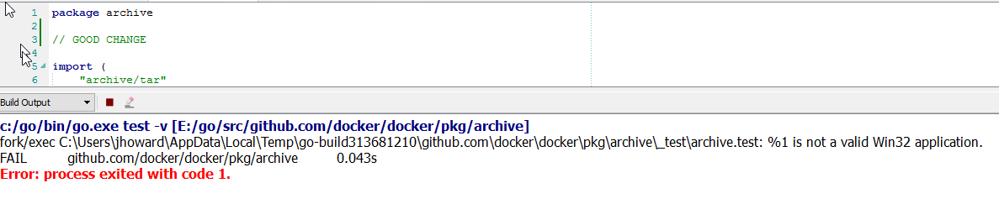 1 package archive
2
3 // GOOD CHANGE
4
5 import (
6 "archive/tar"
Build Output
c:/go/bin/go.exe test -v [E:/go/src/github.com/docker/docker/pkg/archive]
fork/exec C:\Users\jhoward\AppData\Local\Temp\go-build313681210\github.com\docker\docker\pkg\archive\_test\archive.test: %1 is not a valid Win32 application.
FAIL github.com/docker/docker/pkg/archive 0.043s
Error: process exited with code 1.